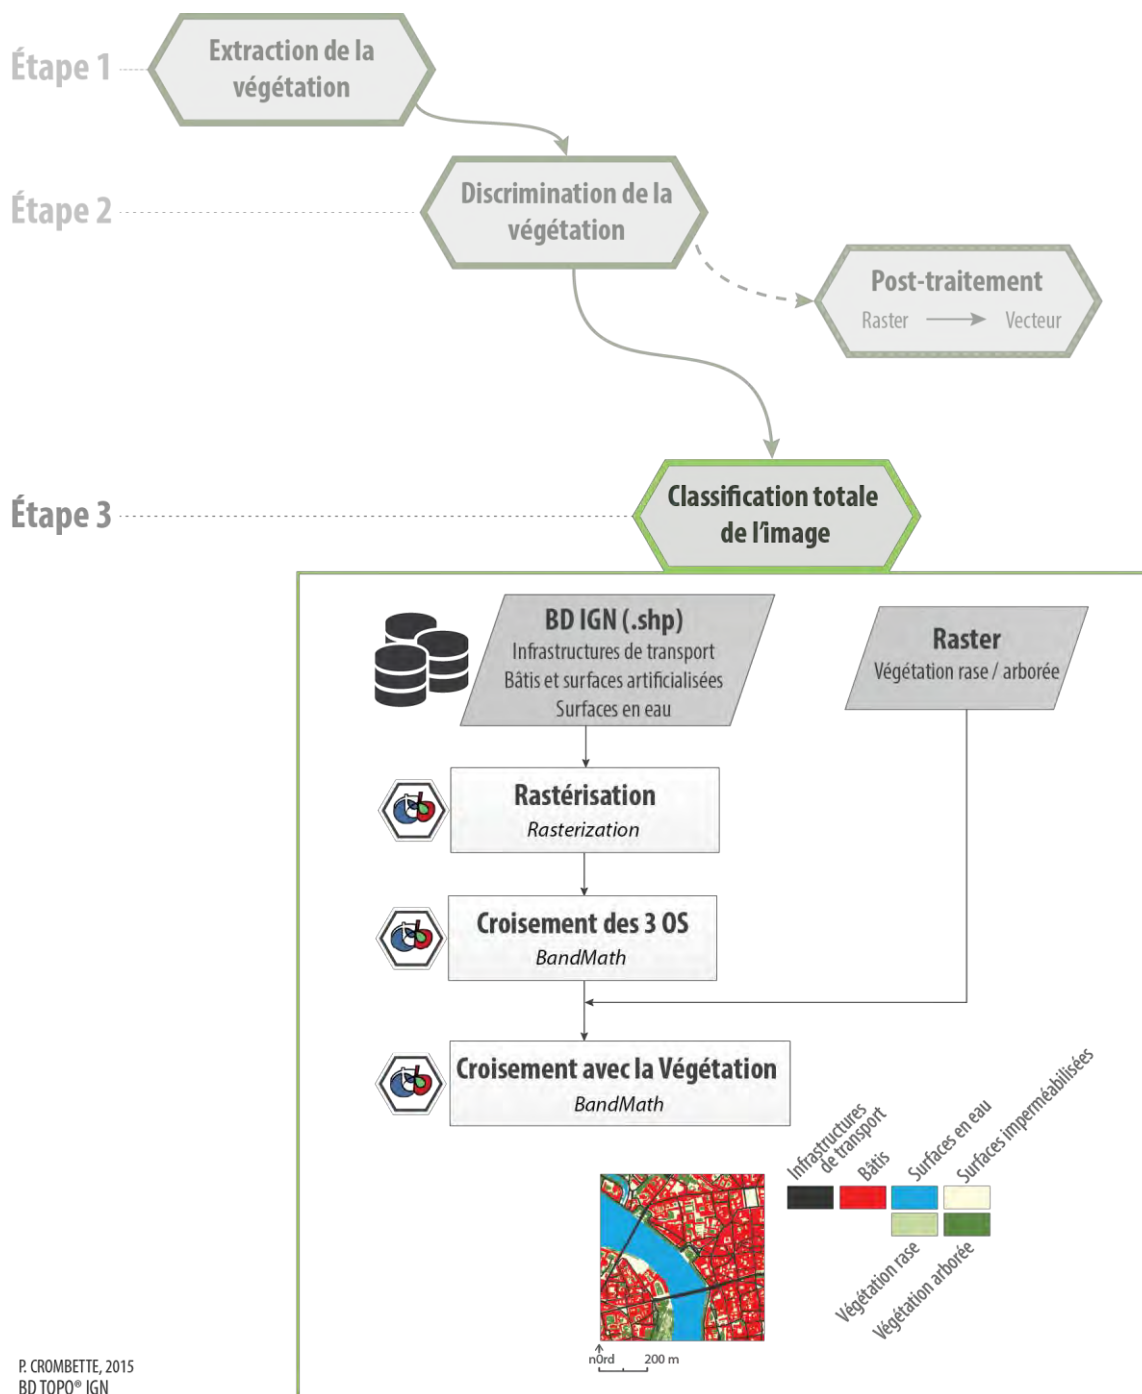 Étape 1
Extraction de la
végétation
Étape 2
Discrimination de la
végétation
Post-traitement
Raster Vecteur
Étape 3
Classification totale
de l'image
BD IGN (.shp)
Infrastructures de transport
Bâtis et surfaces artificialisées
Surfaces en eau
Raster
Végétation rase / arborée
Rastérisation
Rasterization
Croisement des 3 OS
BandMath
Croisement avec la Végétation
BandMath
Infrastructures
de transport
Bâtis
Surfaces en eau
Surfaces imperméabilisées
Végétation rase
Végétation arborée
n0rd 200 m
P. CROMBETTE, 2015
BD TOPO® IGN